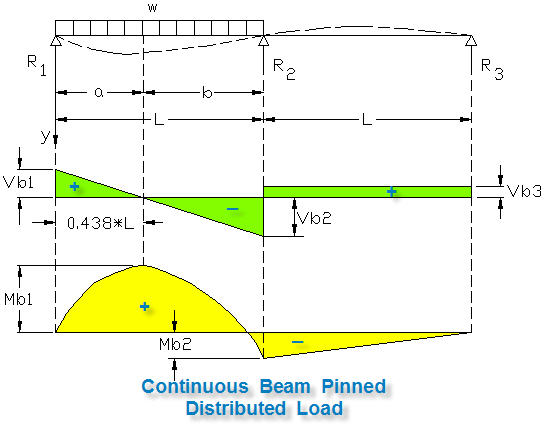 w
R1 R2 R3
a b
L L
y
Vb1 + + Vb3
− Vb2
0.438*L
Mb1 +
Mb2 −
Continuous Beam Pinned
Distributed Load